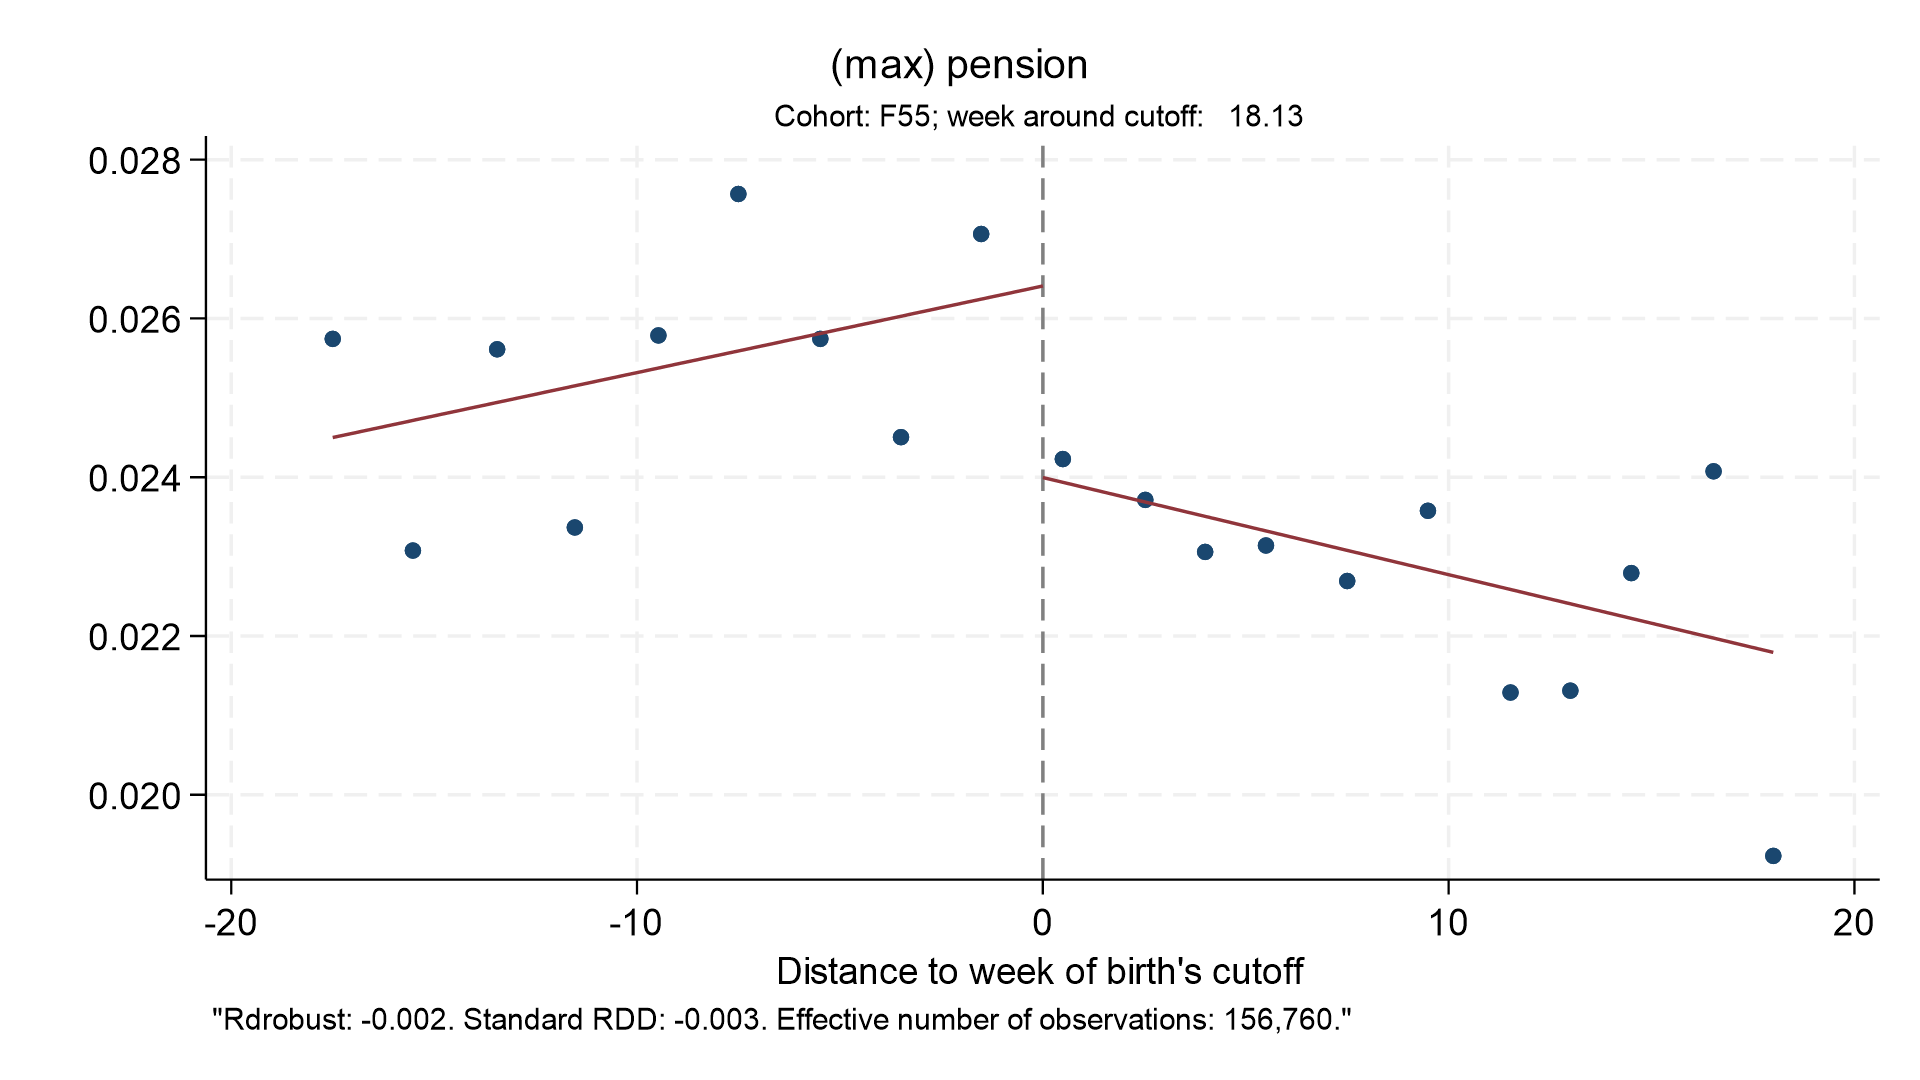 (max) pension
Cohort: F55; week around cutoff: 18.13
0.028
0.026
0.024
0.022
0.020
-20 -10 0 10 20
Distance to week of birth's cutoff
"Rdrobust: -0.002. Standard RDD: -0.003. Effective number of observations: 156,760."